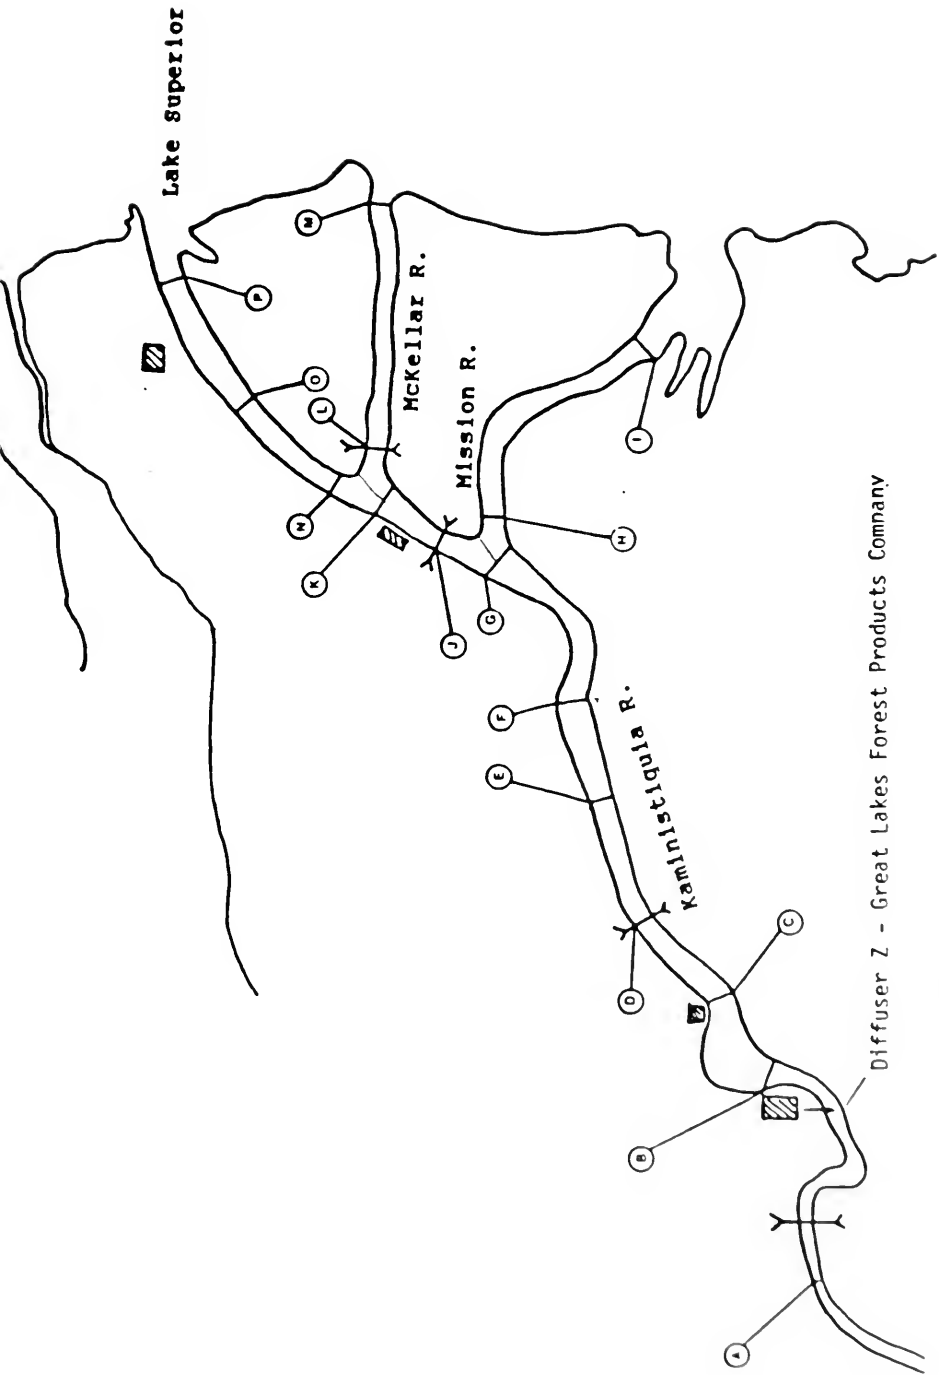 Lake Superior
M
P
McKellar R.
O
L
Mission R.
N
I
K
H
J
G
F
E
Kaministiquia R.
C
D
B
A
Diffuser Z - Great Lakes Forest Products Company